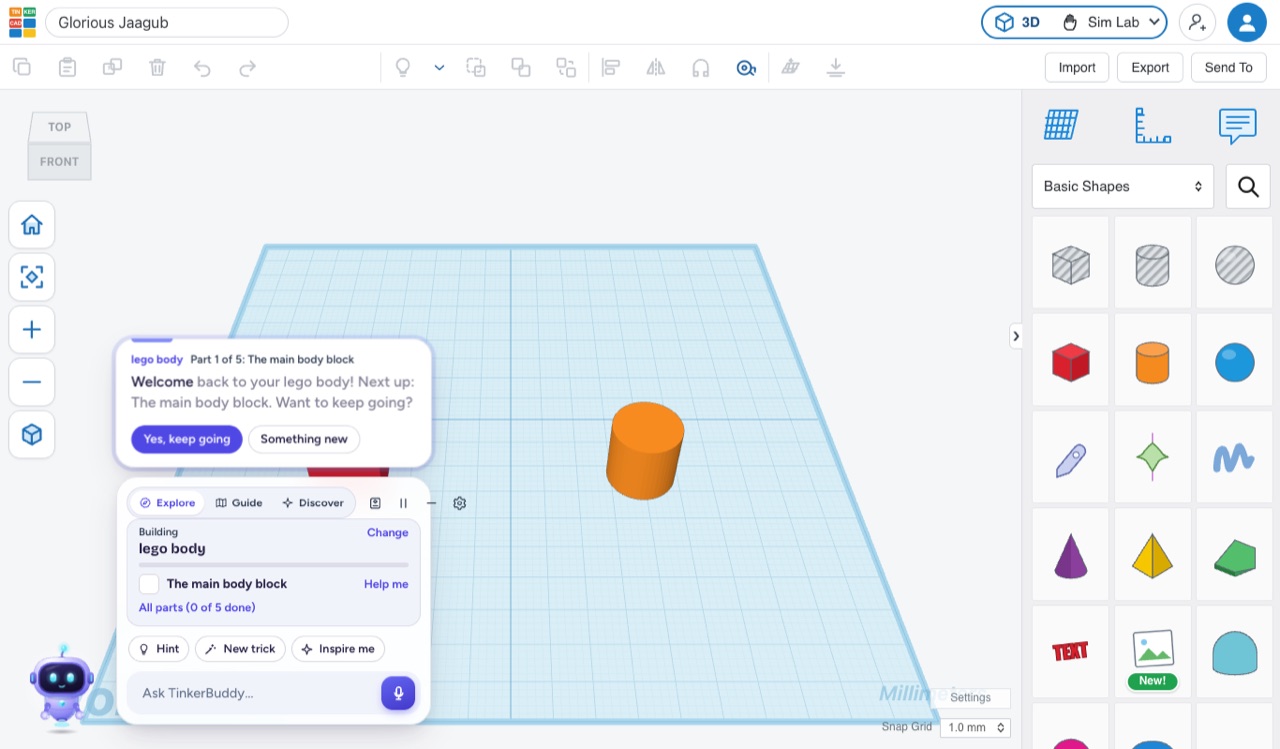 TIN KER
CAD
Glorious Jaagub
3D
Sim Lab
Import
Export
Send To
TOP
FRONT
Basic Shapes
lego body Part 1 of 5: The main body block
Welcome back to your lego body! Next up:
The main body block. Want to keep going?
Yes, keep going
Something new
Explore
Guide
Discover
Building
Change
lego body
The main body block
Help me
All parts (0 of 5 done)
Hint
New trick
Inspire me
Ask TinkerBuddy...
TEXT
New!
Settings
Snap Grid
1.0 mm